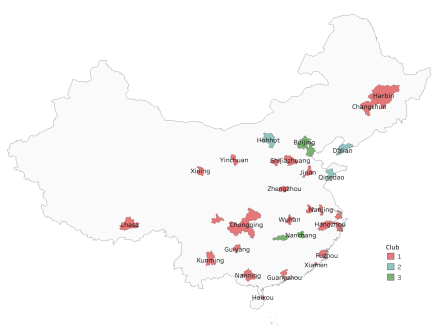 Harbin
Changchun
Hohhot
Beijing
Dalian
Yinchuan
Shijiazhuang
Xining
Jinan
Qingdao
Zhengzhou
Nanjing
Wuhan
Hangzhou
Lhasa
Chongqing
Nanchang
Guiyang
Kunming
Fuzhou
Xiamen
Nanning
Guangzhou
Haikou
Club
1
2
3